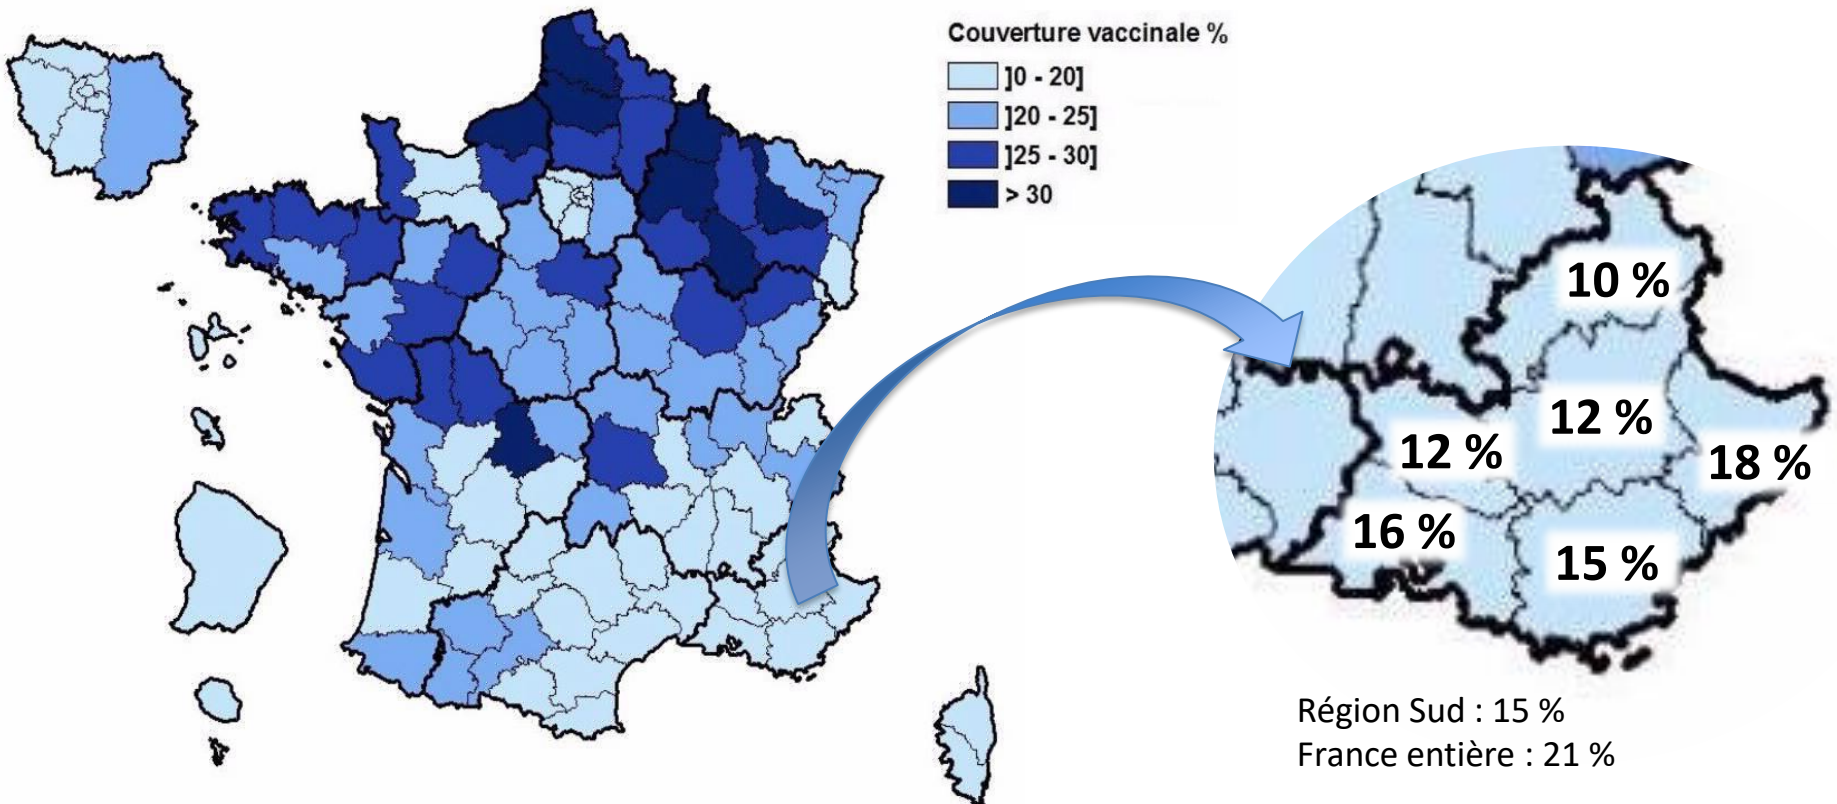 Couverture vaccinale %
]0 - 20]
]20 - 25]
]25 - 30]
> 30
10 %
12 %
12 %
18 %
16 %
15 %
Région Sud : 15 %
France entière : 21 %